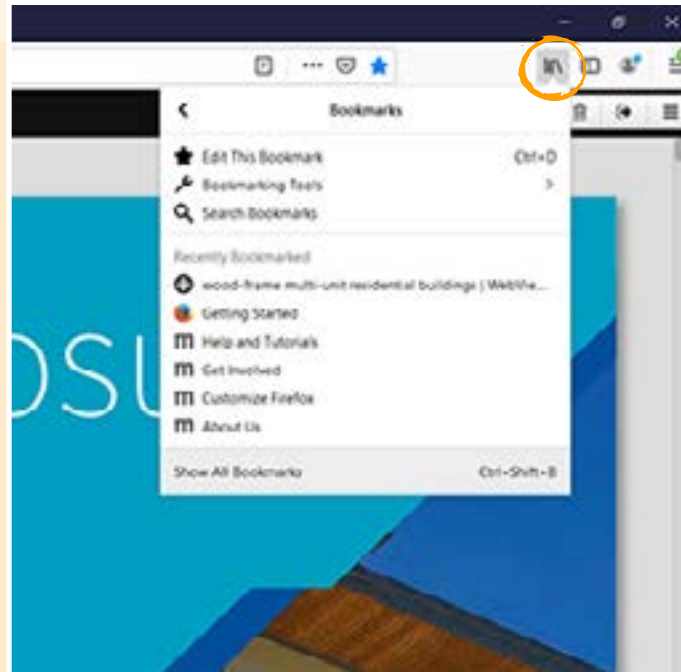 Bookmarks
Edit This Bookmark Ctrl+D
Bookmarking Tools >
Search Bookmarks
Recently Bookmarked
wood-frame multi-unit residential buildings | WebVie...
Getting Started
Help and Tutorials
Get Involved
Customize Firefox
About Us
Show All Bookmarks Ctrl+Shift+B
OSU